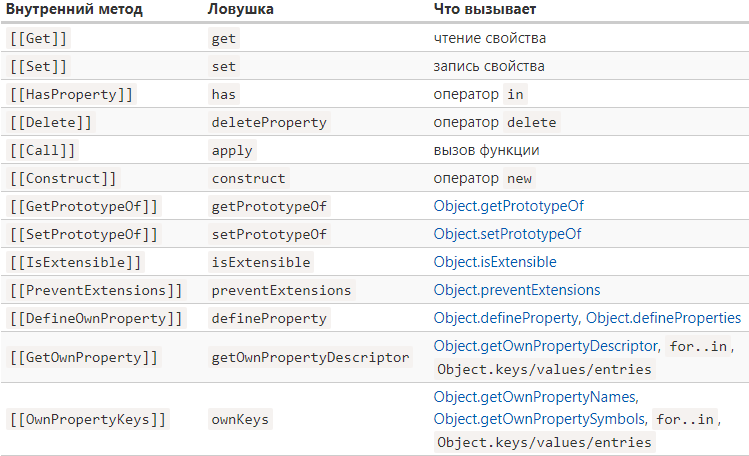 Внутренний метод Ловушка Что вызывает
[[Get]] get чтение свойства
[[Set]] set запись свойства
[[HasProperty]] has оператор in
[[Delete]] deleteProperty оператор delete
[[Call]] apply вызов функции
[[Construct]] construct оператор new
[[GetPrototypeOf]] getPrototypeOf Object.getPrototypeOf
[[SetPrototypeOf]] setPrototypeOf Object.setPrototypeOf
[[IsExtensible]] isExtensible Object.isExtensible
[[PreventExtensions]] preventExtensions Object.preventExtensions
[[DefineOwnProperty]] defineProperty Object.defineProperty, Object.defineProperties
[[GetOwnProperty]] getOwnPropertyDescriptor Object.getOwnPropertyDescriptor, for..in,
Object.keys/values/entries
[[OwnPropertyKeys]] ownKeys Object.getOwnPropertyNames,
Object.getOwnPropertySymbols, for..in,
Object.keys/values/entries